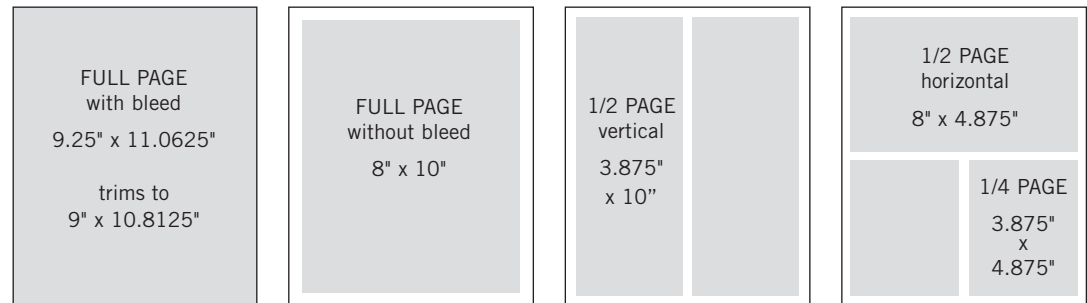 FULL PAGE
with bleed
9.25" x 11.0625"
trims to
9" x 10.8125"
FULL PAGE
without bleed
8" x 10"
1/2 PAGE
vertical
3.875"
x 10”
1/2 PAGE
horizontal
8" x 4.875"
1/4 PAGE
3.875"
x
4.875"